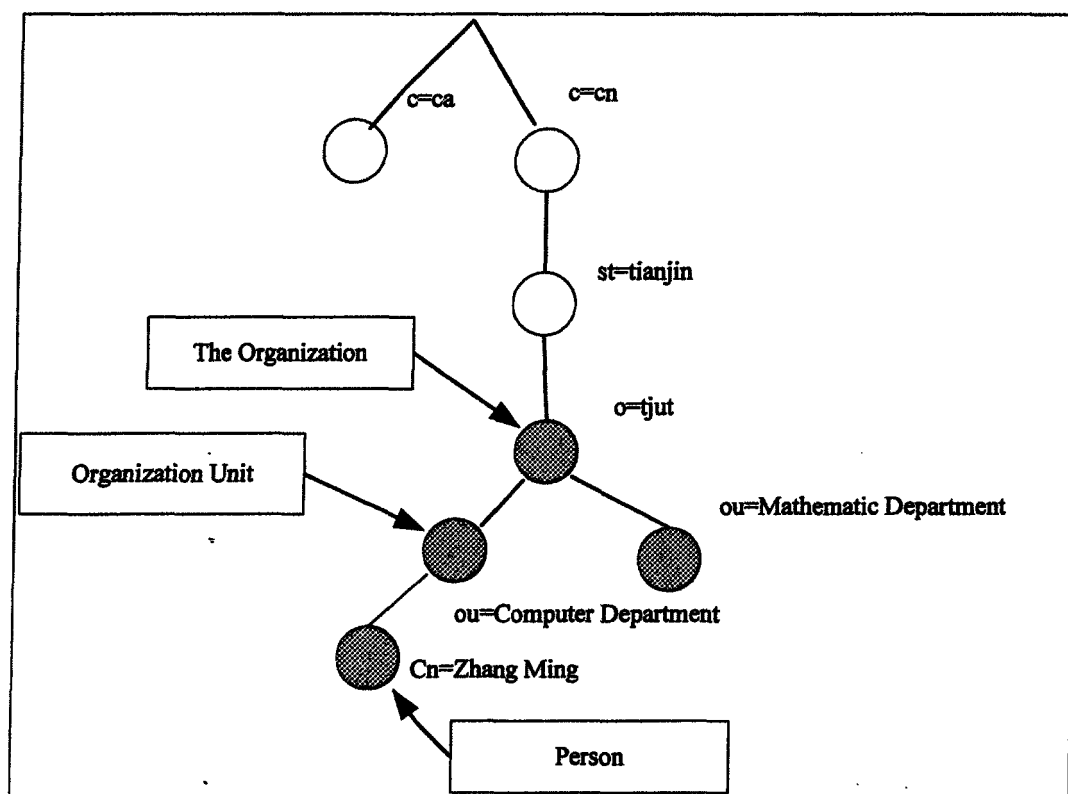 c=ca
c=cn
st=tianjin
The Organization
o=tjut
Organization Unit
ou=Mathematic Department
ou=Computer Department
Cn=Zhang Ming
Person